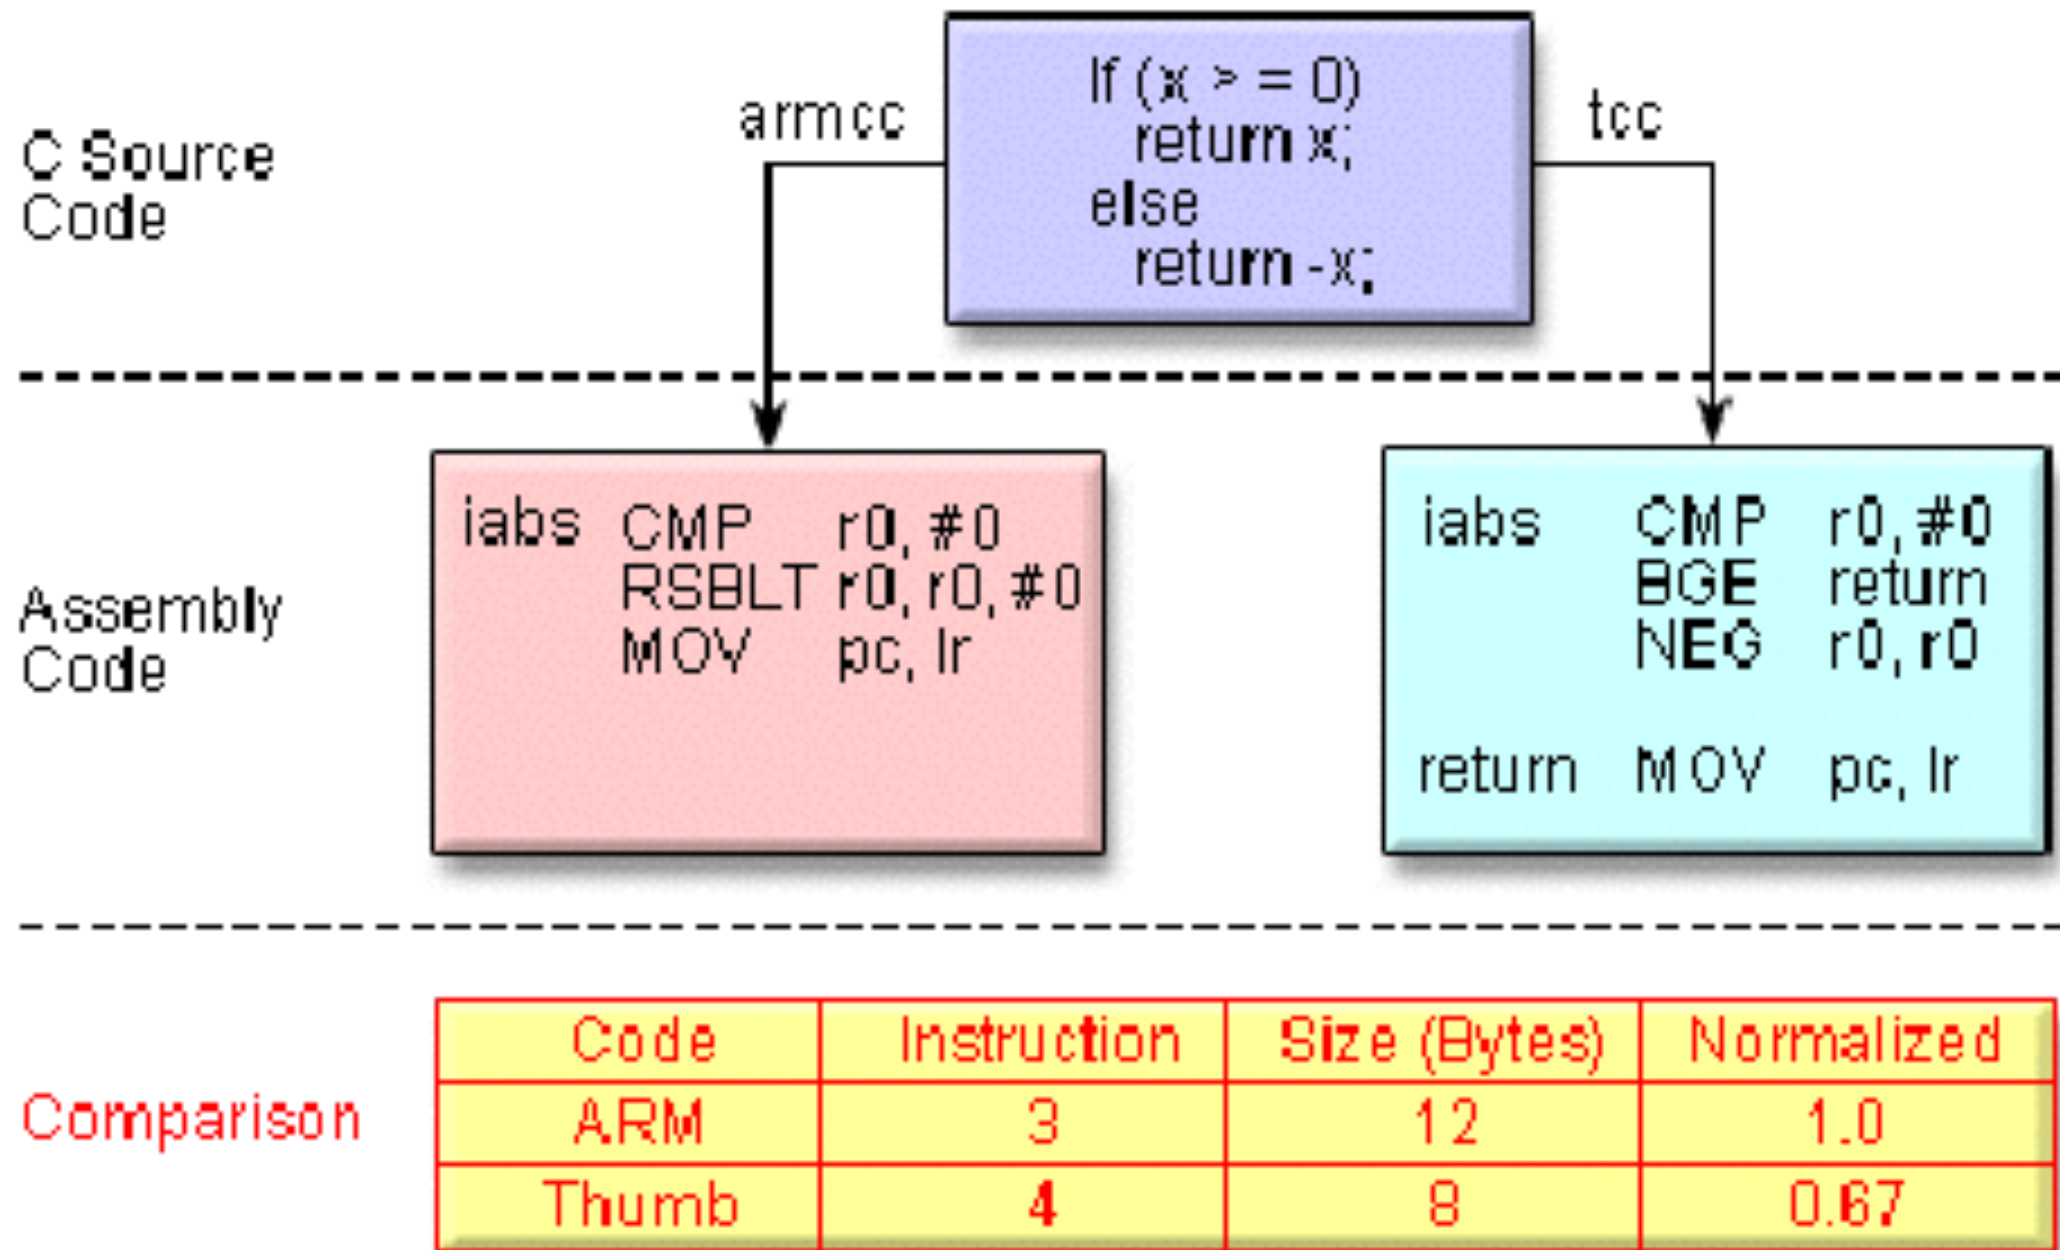 C Source
Code
armcc
If (x > = 0)
return x;
else
return -x;
tcc
Assembly
Code
iabs CMP r0, #0
RSBLT r0, r0, #0
MOV pc, lr
iabs CMP r0, #0
BGE return
NEG r0, r0
return MOV pc, lr
Comparison
Code Instruction Size (Bytes) Normalized
ARM 3 12 1.0
Thumb 4 8 0.67